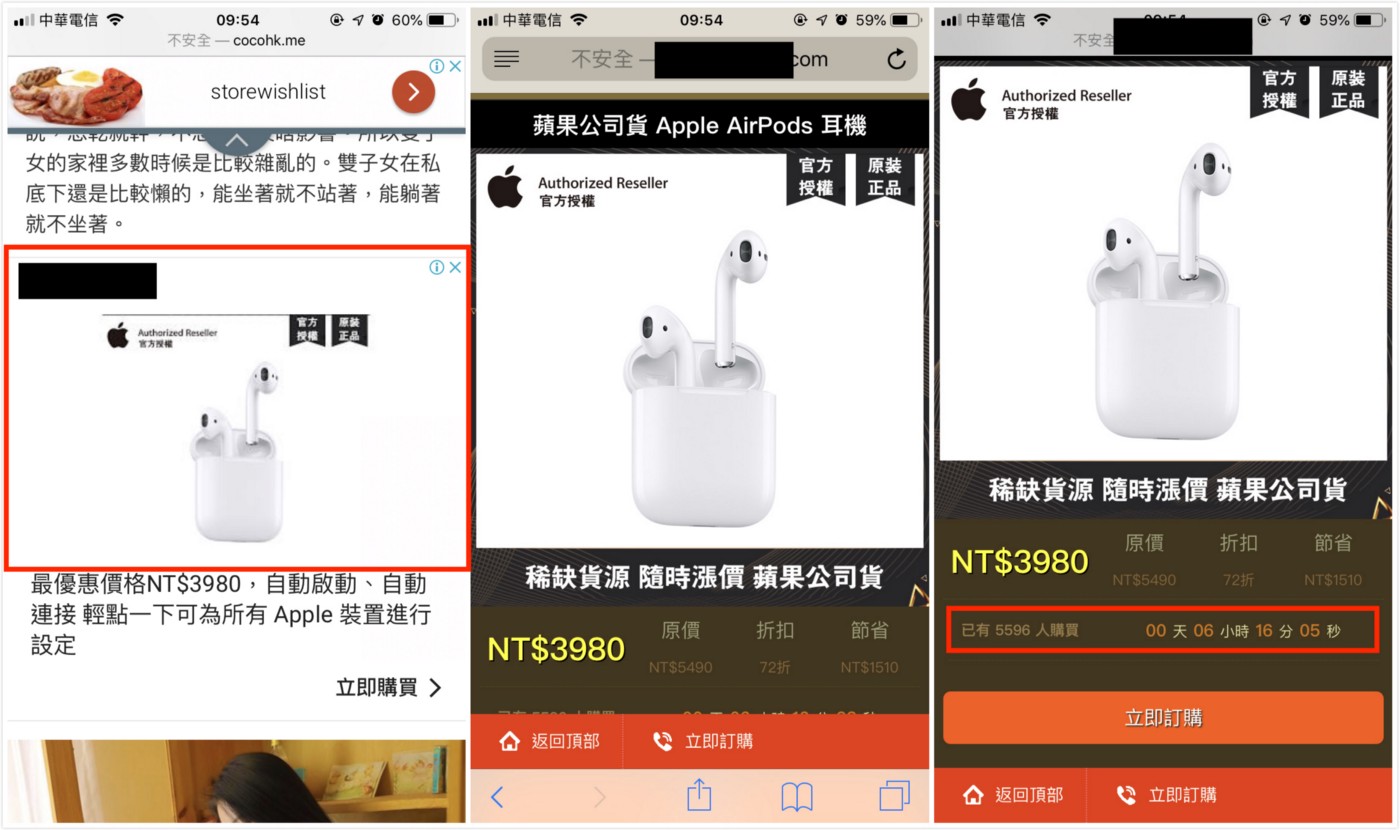 中華電信
09:54
60%
不安全 — cocohk.me
storewishlist
女的家裡多數時候是比較雜亂的。雙子女在私
底下還是比較懶的，能坐著就不站著，能躺著
就不坐著。
Authorized Reseller
官方授權
官方
授權
原裝
正品
最優惠價格NT$3980，自動啟動、自動
連接 輕點一下可為所有 Apple 裝置進行
設定
立即購買
中華電信
09:54
59%
不安全 —
com
蘋果公司貨 Apple AirPods 耳機
Authorized Reseller
官方授權
官方
授權
原裝
正品
稀缺貨源 隨時漲價 蘋果公司貨
NT$3980
原價
折扣
節省
NT$5490
72折
NT$1510
返回頂部
立即訂購
中華電信
59%
不安全
Authorized Reseller
官方授權
官方
授權
原裝
正品
稀缺貨源 隨時漲價 蘋果公司貨
NT$3980
原價
折扣
節省
NT$5490
72折
NT$1510
已有 5596 人購買
00 天 06 小時 16 分 05 秒
立即訂購
返回頂部
立即訂購